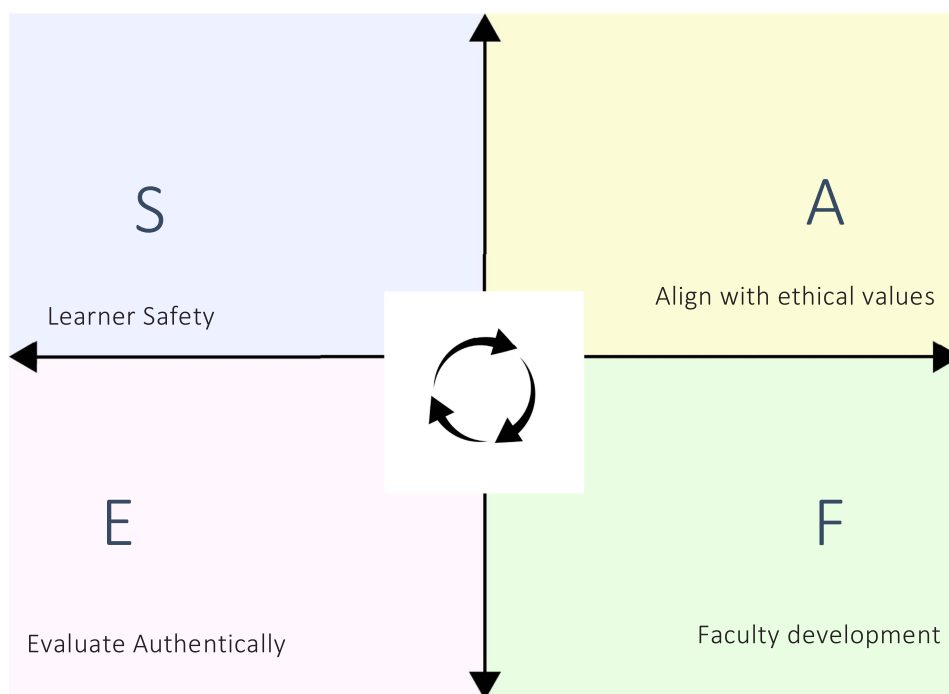 S
Learner Safety
A
Align with ethical values
E
Evaluate Authentically
F
Faculty development